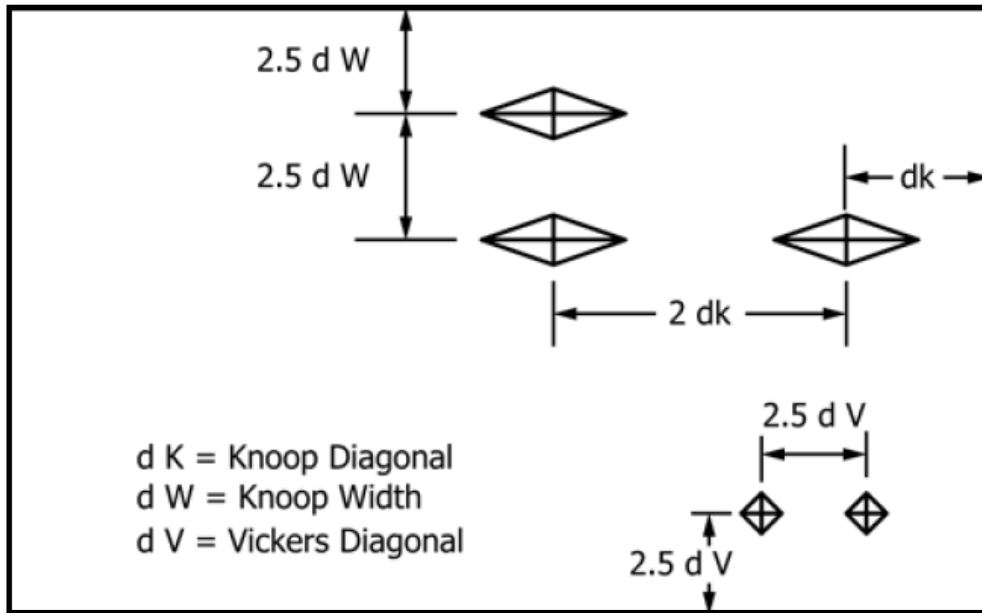 2.5 d W
2.5 d W
dk
2 dk
2.5 d V
d K = Knoop Diagonal
d W = Knoop Width
d V = Vickers Diagonal
2.5 d V